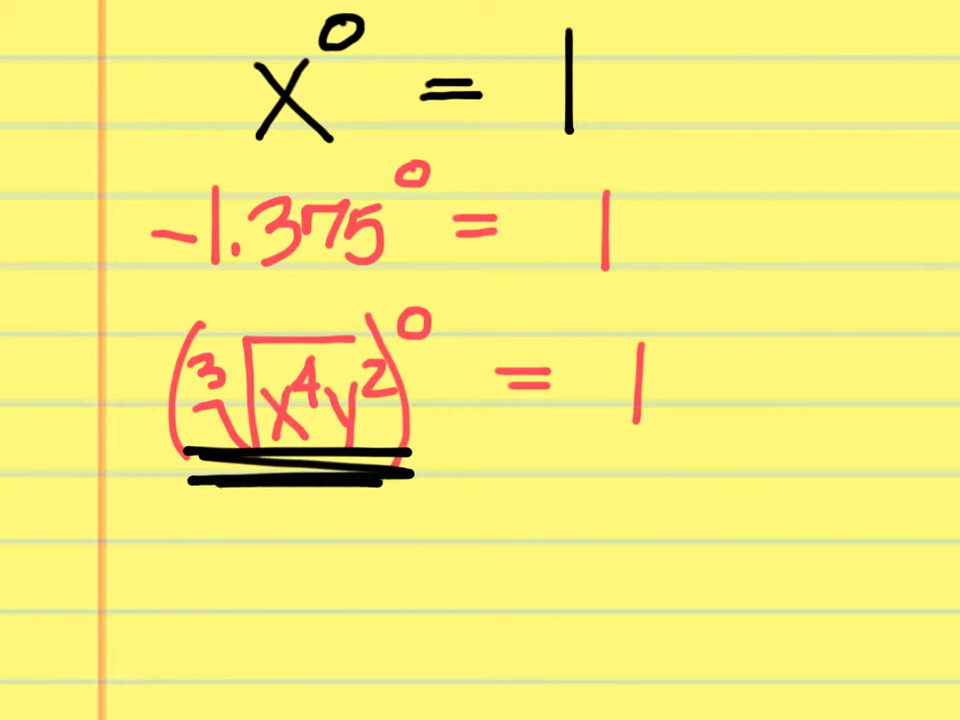 x⁰ = 1
-1.375⁰ = 1
(∛(x⁴y²))⁰ = 1